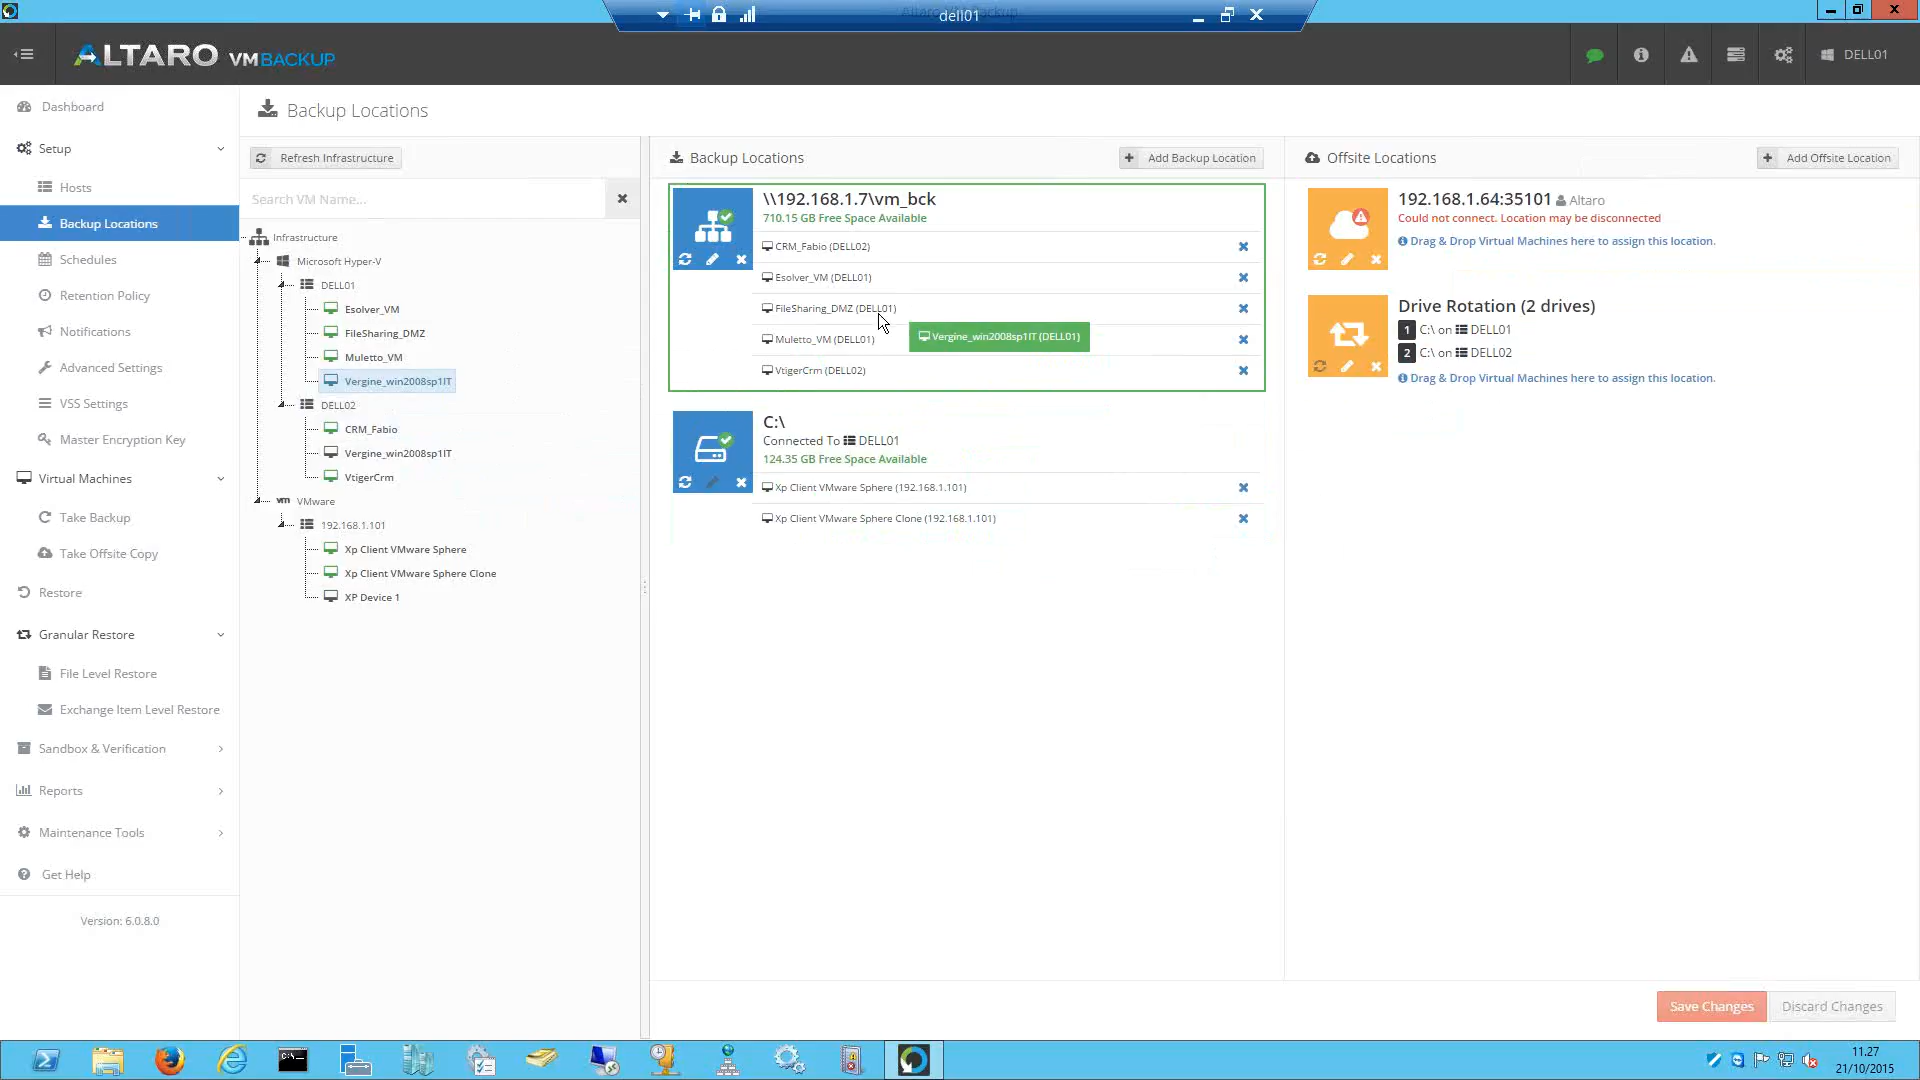 dell01
ALTARO VM BACKUP
DELL01
Dashboard
Setup
Hosts
Backup Locations
Schedules
Retention Policy
Notifications
Advanced Settings
VSS Settings
Master Encryption Key
Virtual Machines
Take Backup
Take Offsite Copy
Restore
Granular Restore
File Level Restore
Exchange Item Level Restore
Sandbox & Verification
Reports
Maintenance Tools
Get Help
Version: 6.0.8.0
Backup Locations
Refresh Infrastructure
Search VM Name...
Infrastructure
Microsoft Hyper-V
DELL01
Esolver_VM
FileSharing_DMZ
Muletto_VM
Vergine_win2008sp1IT
DELL02
CRM_Fabio
Vergine_win2008sp1IT
VtigerCrm
vm VMware
192.168.1.101
Xp Client VMware Sphere
Xp Client VMware Sphere Clone
XP Device 1
Backup Locations
Add Backup Location
\\192.168.1.7\vm_bck
710.15 GB Free Space Available
CRM_Fabio (DELL02)
Esolver_VM (DELL01)
FileSharing_DMZ (DELL01)
Vergine_win2008sp1IT (DELL01)
Muletto_VM (DELL01)
VtigerCrm (DELL02)
C:\
Connected To DELL01
124.35 GB Free Space Available
Xp Client VMware Sphere (192.168.1.101)
Xp Client VMware Sphere Clone (192.168.1.101)
Offsite Locations
Add Offsite Location
192.168.1.64:35101 Altaro
Could not connect. Location may be disconnected
Drag & Drop Virtual Machines here to assign this location.
Drive Rotation (2 drives)
1 C:\ on DELL01
2 C:\ on DELL02
Drag & Drop Virtual Machines here to assign this location.
Save Changes
Discard Changes
11.27
21/10/2015